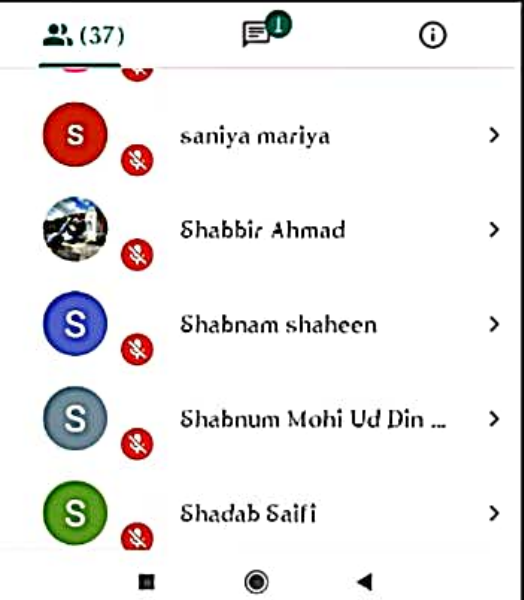 (37)
1
S saniya mariya
Shabbir Ahmad
S Shabnam shaheen
S Shabnum Mohi Ud Din ...
S Shadab Saifi